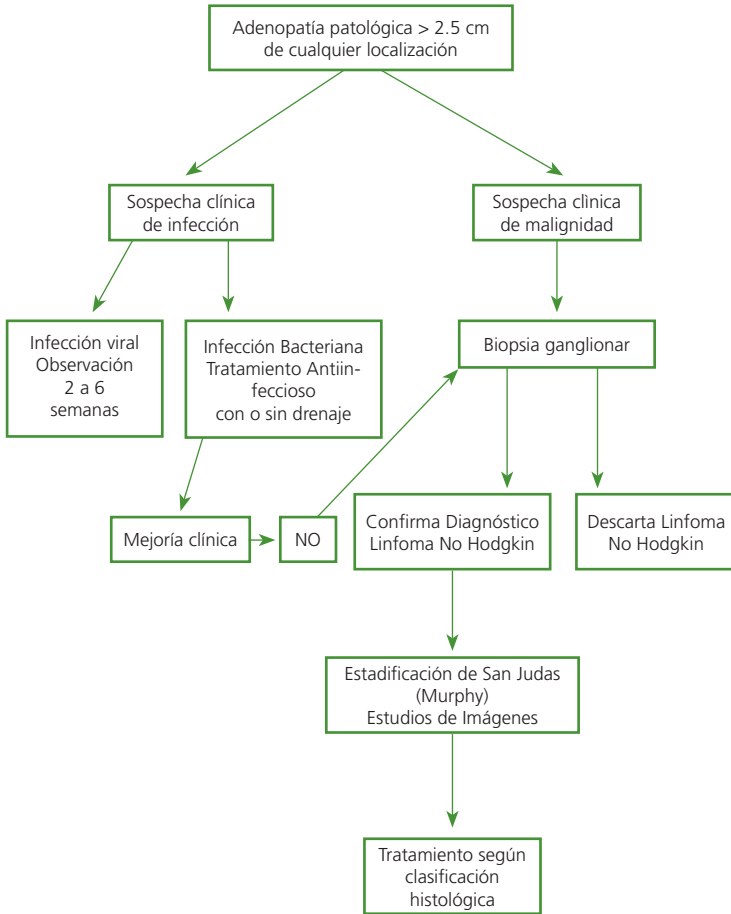 Adenopatía patológica > 2.5 cm
de cualquier localización
Sospecha clínica
de infección
Sospecha clìnica
de malignidad
Infección viral
Observación
2 a 6
semanas
Infección Bacteriana
Tratamiento Antiin-
feccioso
con o sin drenaje
Biopsia ganglionar
Mejoría clínica
NO
Confirma Diagnóstico
Linfoma No Hodgkin
Descarta Linfoma
No Hodgkin
Estadificación de San Judas
(Murphy)
Estudios de Imágenes
Tratamiento según
clasificación
histológica